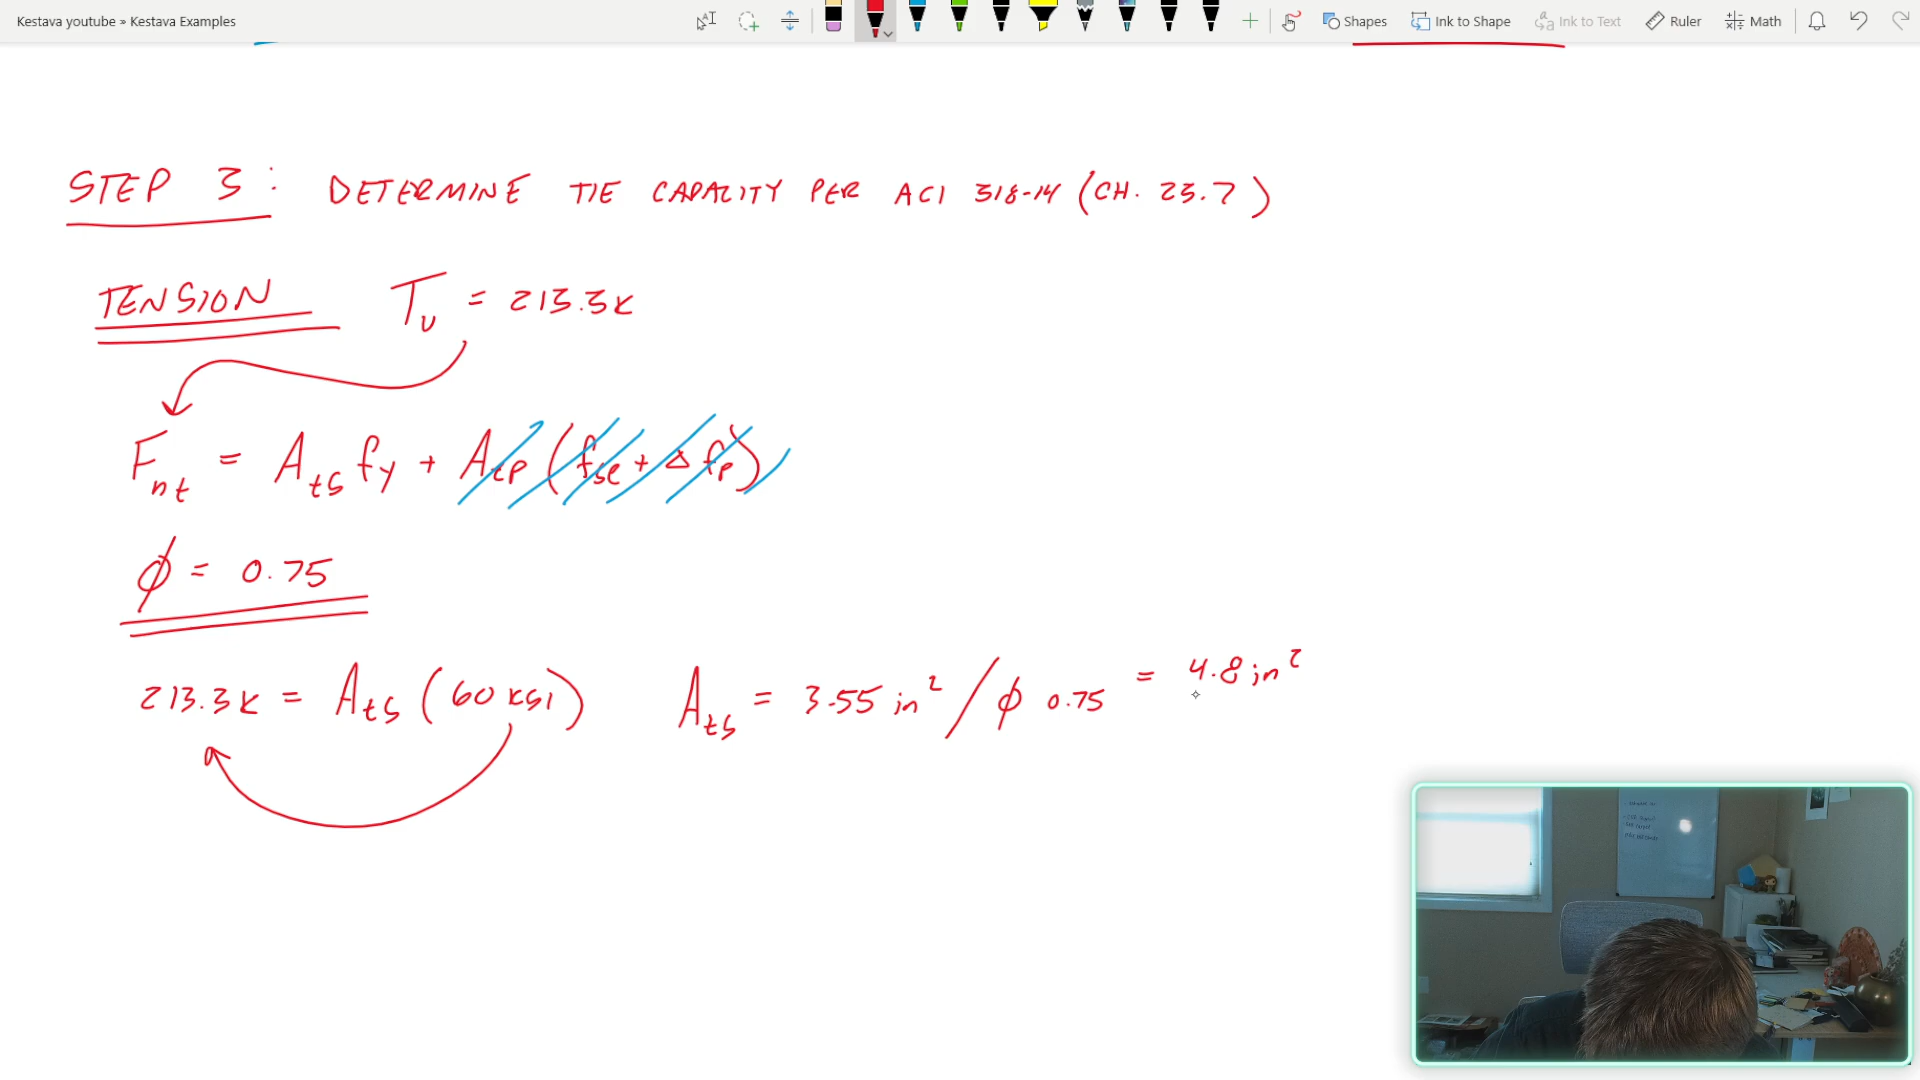 Kestava youtube » Kestava Examples
Shapes
Ink to Shape
Ink to Text
Ruler
Math
STEP 3: DETERMINE TIE CAPACITY PER ACI 318-14 (CH. 23.7)
TENSION Tu = 213.3K
Fnt = Ats fy + Atp (fse + Δfp)
φ = 0.75
213.3K = Ats (60 KSI) Ats = 3.55 in² / φ 0.75 = 4.8 in²